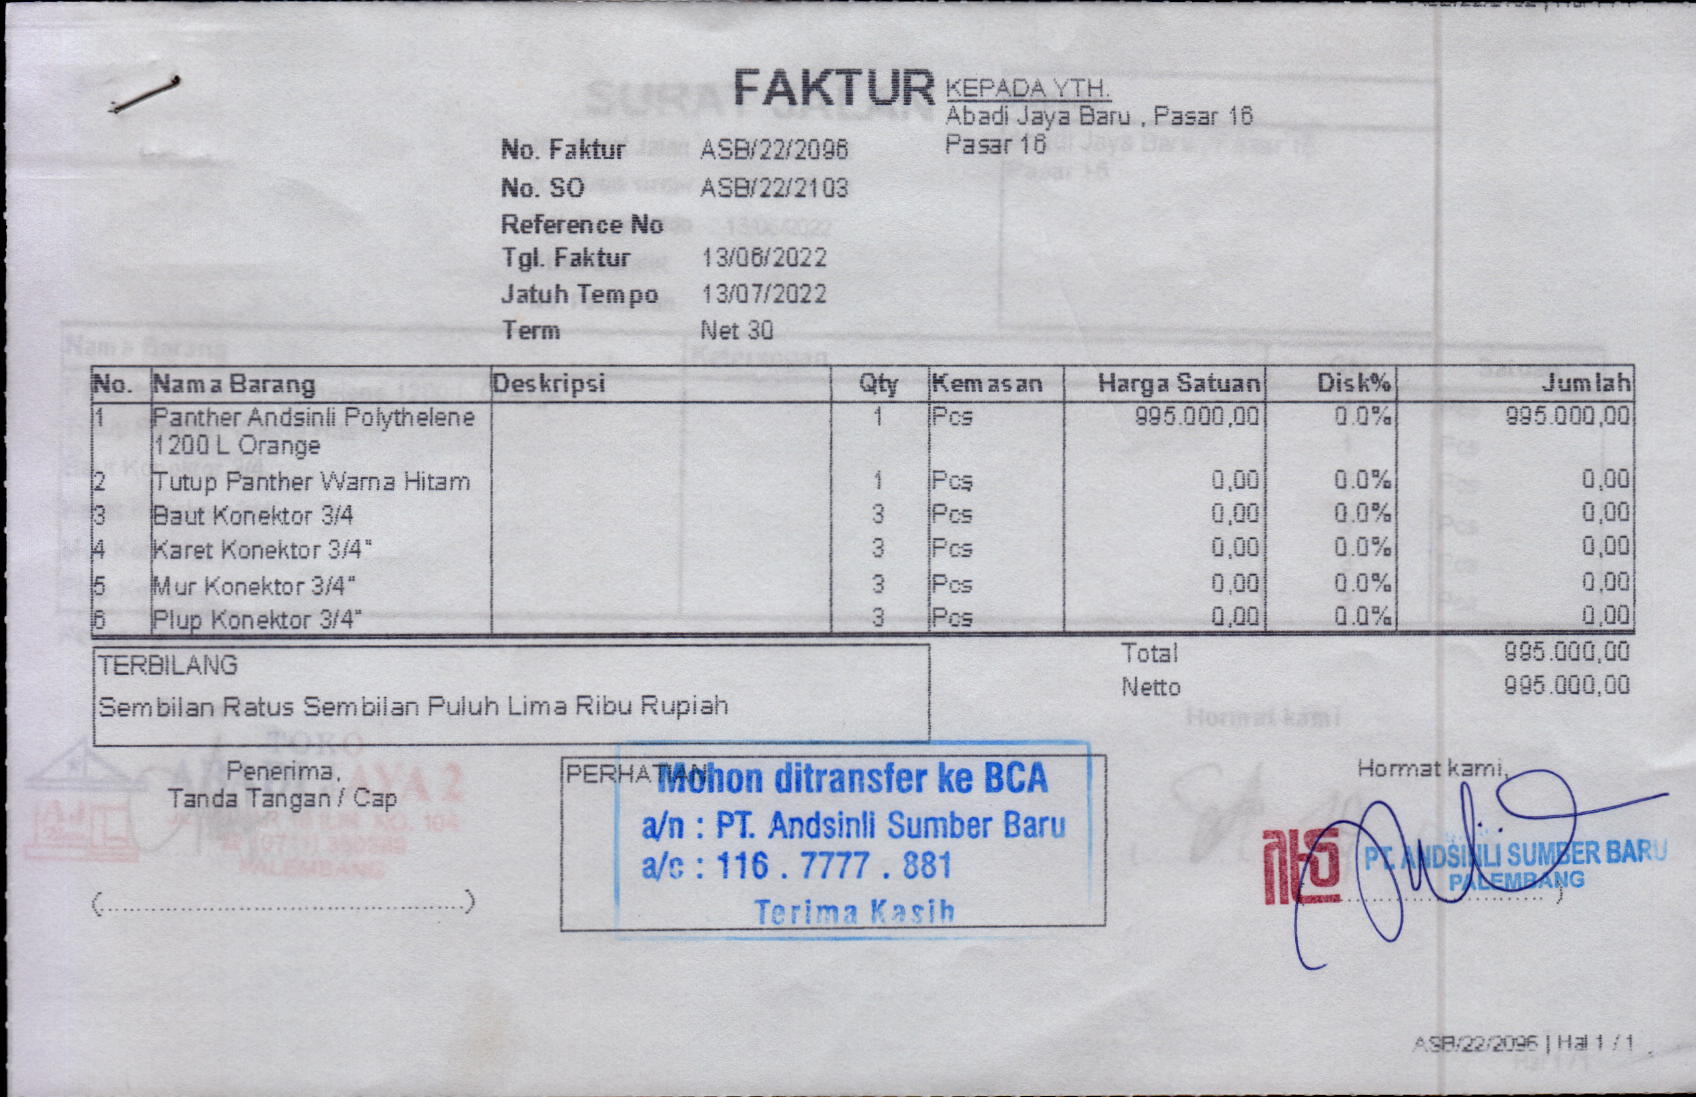 FAKTUR
KEPADA YTH.
Abadi Jaya Baru , Pasar 16
Pasar 16
No. Faktur ASB/22/2096
No. SO ASB/22/2103
Reference No
Tgl. Faktur 13/06/2022
Jatuh Tempo 13/07/2022
Term Net 30
No. Nama Barang Deskripsi Qty Kemasan Harga Satuan Disk% Jumlah
1 Panther Andsinli Polythelene 1 Pcs 995.000,00 0.0% 995.000,00
1200 L Orange
2 Tutup Panther Warna Hitam 1 Pcs 0,00 0.0% 0,00
3 Baut Konektor 3/4 3 Pcs 0,00 0.0% 0,00
4 Karet Konektor 3/4" 3 Pcs 0,00 0.0% 0,00
5 Mur Konektor 3/4" 3 Pcs 0,00 0.0% 0,00
6 Plup Konektor 3/4" 3 Pcs 0,00 0.0% 0,00
Total 995.000,00
Netto 995.000,00
TERBILANG
Sembilan Ratus Sembilan Puluh Lima Ribu Rupiah
Penerima,
Tanda Tangan / Cap
(..............................................)
PERHATIAN
Mohon ditransfer ke BCA
a/n : PT. Andsinli Sumber Baru
a/c : 116 . 7777 . 881
Terima Kasih
Hormat kami,
PT. ANDSINLI SUMBER BARU
PALEMBANG
ASB/22/2096 | Hal 1 / 1